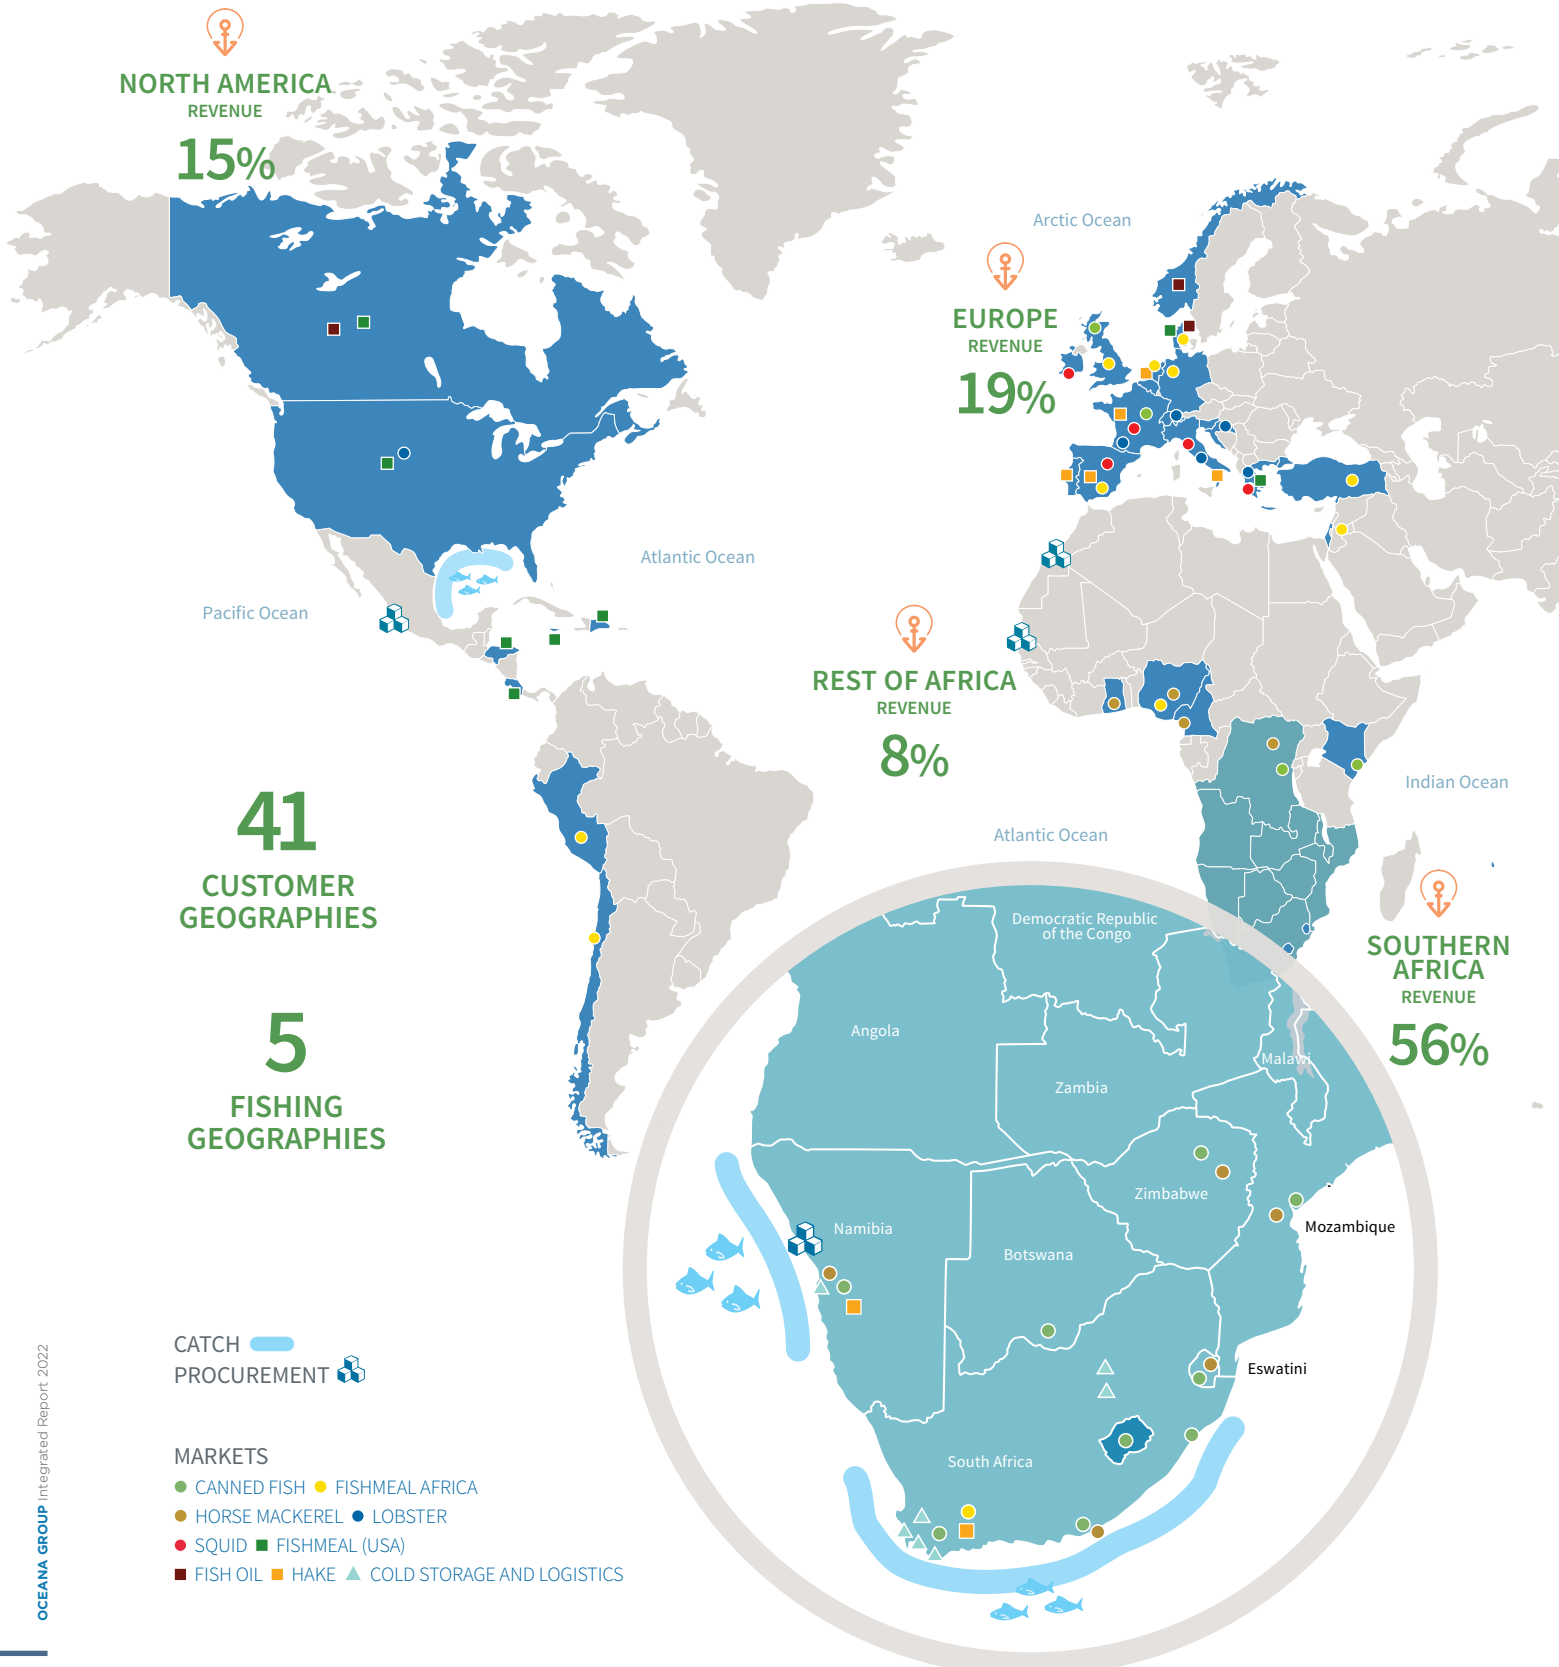 NORTH AMERICA
REVENUE
15%
Arctic Ocean
EUROPE
REVENUE
19%
Atlantic Ocean
Pacific Ocean
REST OF AFRICA
REVENUE
8%
Indian Ocean
Atlantic Ocean
41
CUSTOMER
GEOGRAPHIES
5
FISHING
GEOGRAPHIES
SOUTHERN
AFRICA
REVENUE
56%
Democratic Republic
of the Congo
Angola
Malawi
Zambia
Zimbabwe
Mozambique
Namibia
Botswana
Eswatini
South Africa
CATCH
PROCUREMENT
MARKETS
CANNED FISH FISHMEAL AFRICA
HORSE MACKEREL LOBSTER
SQUID FISHMEAL (USA)
FISH OIL HAKE COLD STORAGE AND LOGISTICS
OCEANA GROUP Integrated Report 2022